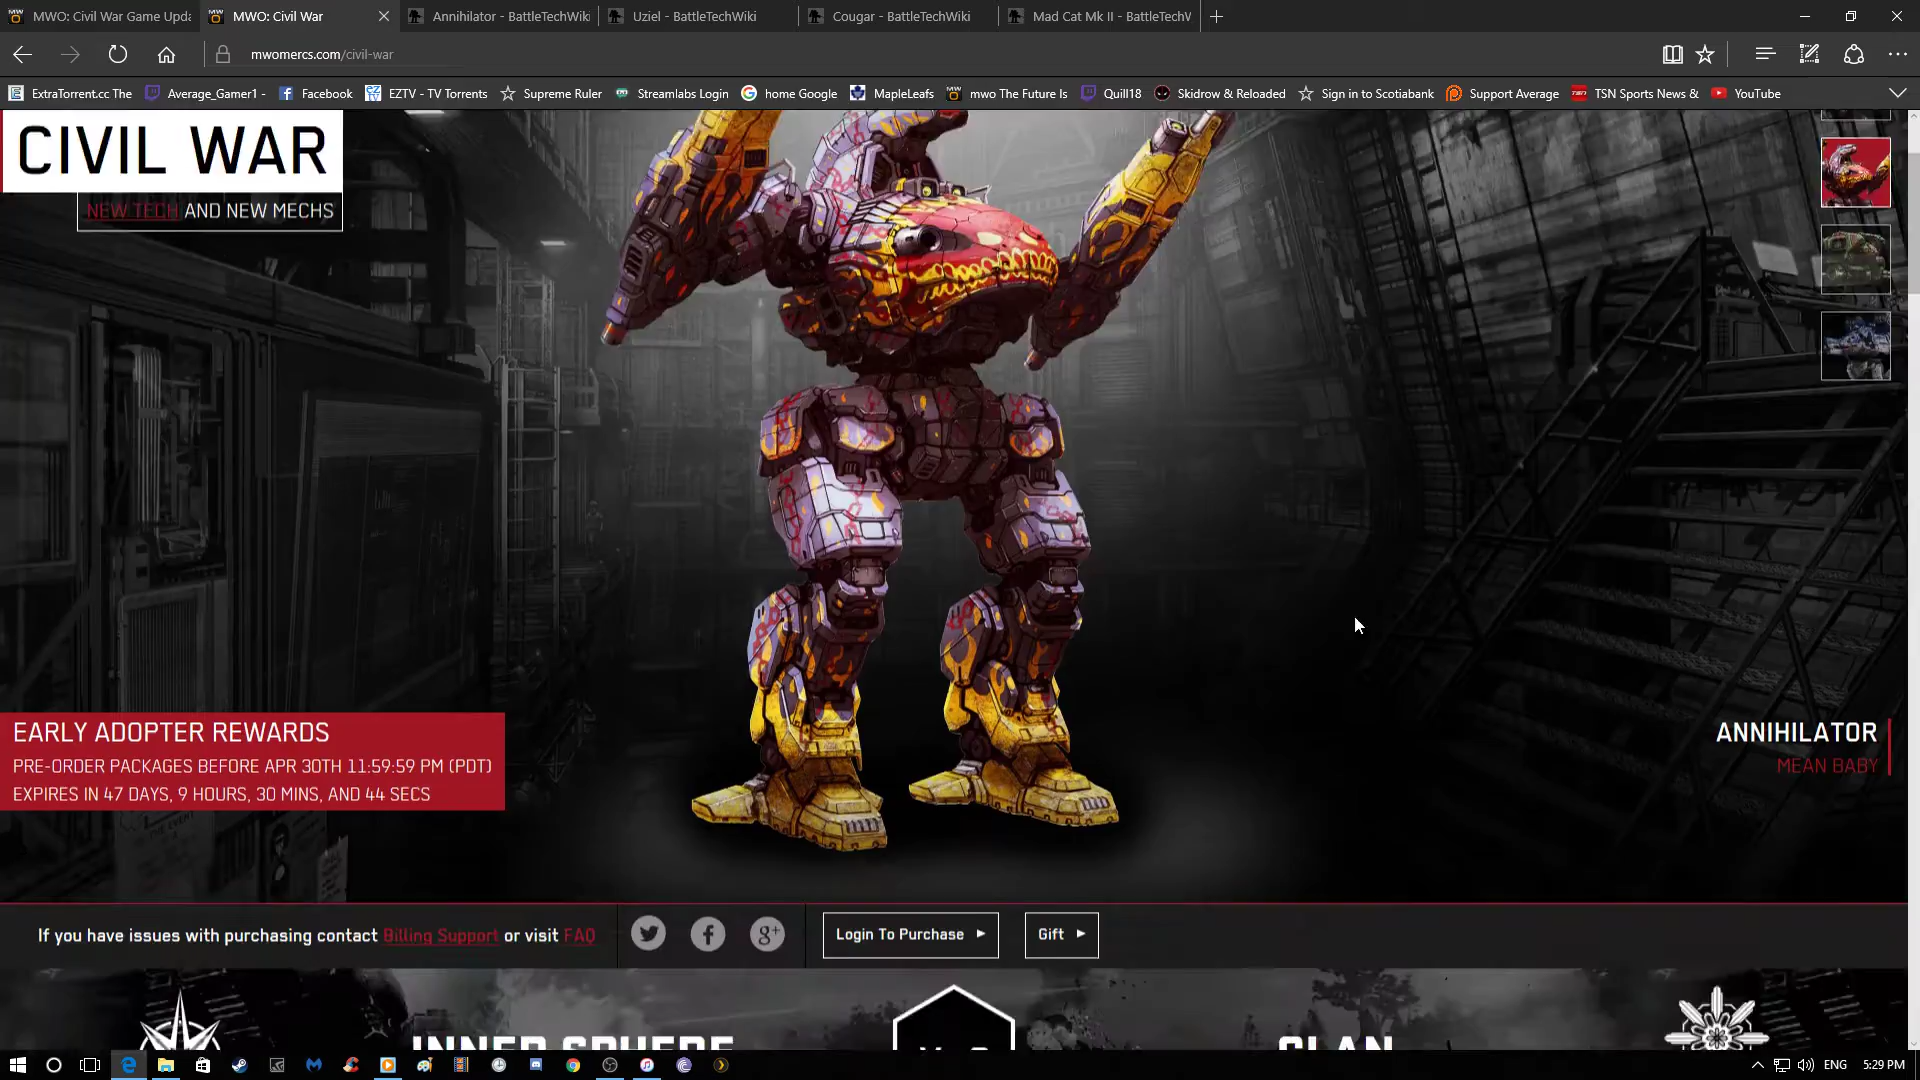 MWO: Civil War Game Upda
MWO: Civil War
Annihilator - BattleTechWiki
Uziel - BattleTechWiki
Cougar - BattleTechWiki
Mad Cat Mk II - BattleTechW
mwomercs.com/civil-war
ExtraTorrent.cc The
Average_Gamer1 -
Facebook
EZTV - TV Torrents
Supreme Ruler
Streamlabs Login
home Google
MapleLeafs
mwo The Future Is
Quill18
Skidrow & Reloaded
Sign in to Scotiabank
Support Average
TSN Sports News &
YouTube
CIVIL WAR
NEW TECH AND NEW MECHS
EARLY ADOPTER REWARDS
PRE-ORDER PACKAGES BEFORE APR 30TH 11:59:59 PM (PDT)
EXPIRES IN 47 DAYS, 9 HOURS, 30 MINS, AND 44 SECS
ANNIHILATOR
MEAN BABY
If you have issues with purchasing contact Billing Support or visit FAQ
Login To Purchase
Gift
INNER SPHERE
CLAN
ENG
5:29 PM